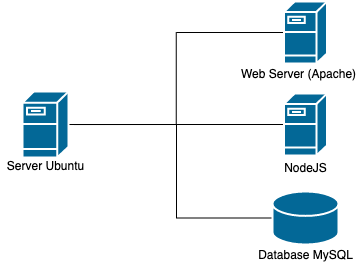 Web Server (Apache)
Server Ubuntu
NodeJS
Database MySQL